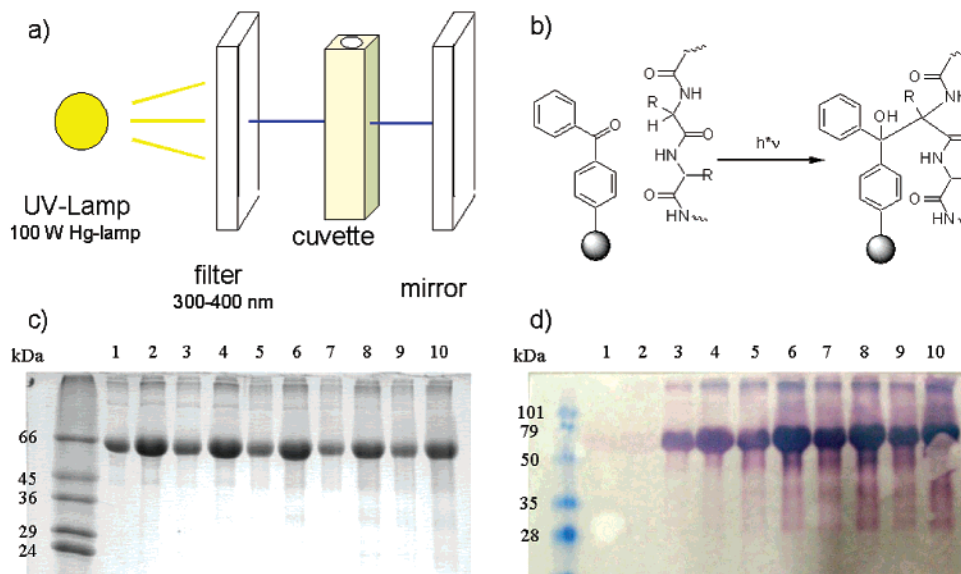 a)
UV-Lamp
100 W Hg-lamp
filter
300-400 nm
cuvette
mirror
b)
O
O
NH
R
H
O
HN
R
O
HN
h*ν
O
NH
R
OH
HN
O
HN
c)
kDa
1 2 3 4 5 6 7 8 9 10
66
45
36
29
24
d)
kDa
1 2 3 4 5 6 7 8 9 10
101
79
50
35
28